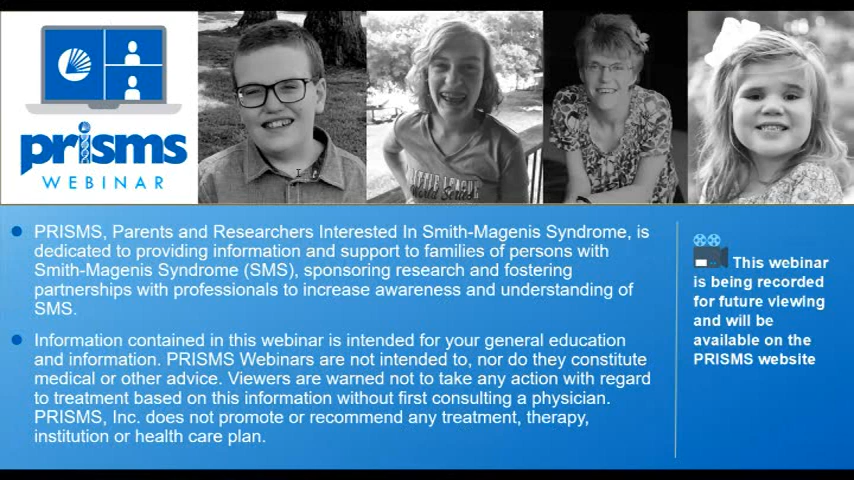 prisms
WEBINAR
LITTLE LEAGUE
World Series
PRISMS, Parents and Researchers Interested In Smith-Magenis Syndrome, is
dedicated to providing information and support to families of persons with
Smith-Magenis Syndrome (SMS), sponsoring research and fostering
partnerships with professionals to increase awareness and understanding of
SMS.
Information contained in this webinar is intended for your general education
and information. PRISMS Webinars are not intended to, nor do they constitute
medical or other advice. Viewers are warned not to take any action with regard
to treatment based on this information without first consulting a physician.
PRISMS, Inc. does not promote or recommend any treatment, therapy,
institution or health care plan.
This webinar
is being recorded
for future viewing
and will be
available on the
PRISMS website